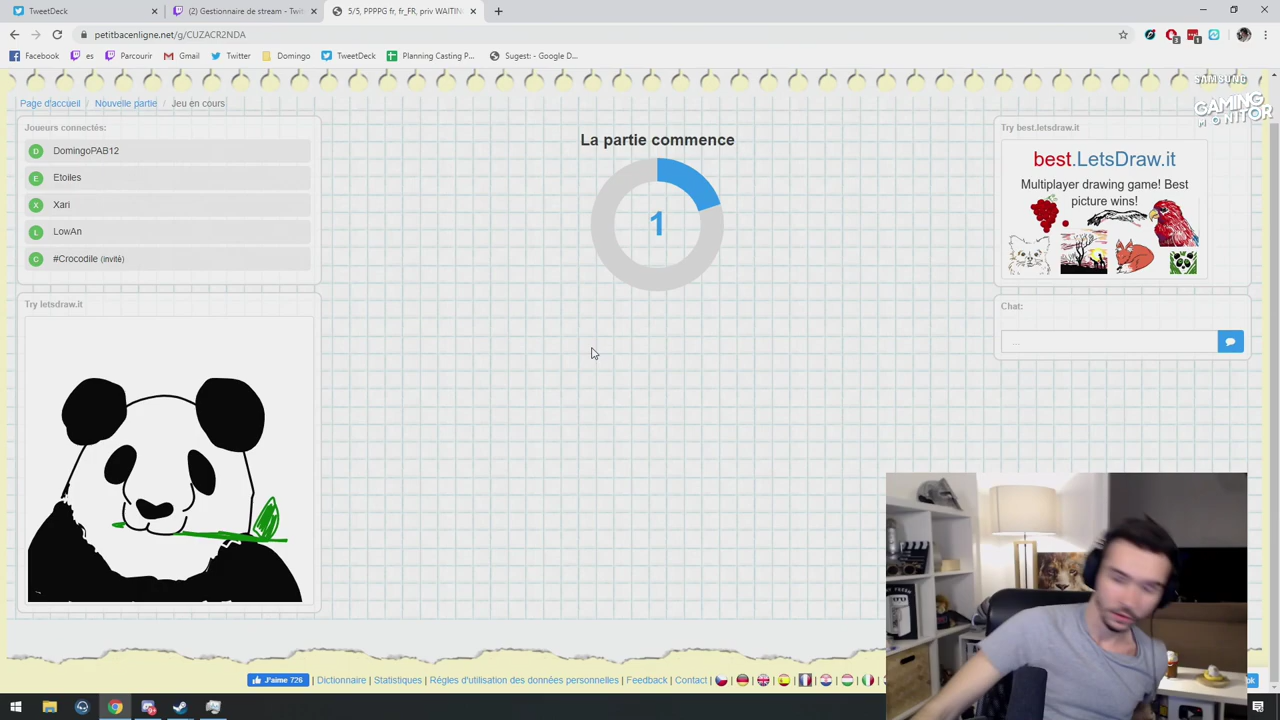 TweetDeck
(2) Gestionnaire de stream - Twit
5/5, PPPPG fr, fr_FR, priv WAITIN
petitbacenligne.net/g/CUZACR2NDA
Facebook
es
Parcourir
Gmail
Twitter
Domingo
TweetDeck
Planning Casting P...
Sugest: - Google D...
SAMSUNG
GAMING
MONITOR
Page d'accueil / Nouvelle partie / Jeu en cours
Joueurs connectés:
D DomingoPAB12
E Etoiles
X Xari
L LowAn
C #Crocodile (invité)
Try letsdraw.it
La partie commence
1
Try best.letsdraw.it
best.LetsDraw.it
Multiplayer drawing game! Best
picture wins!
Chat:
...
J'aime 726 | Dictionnaire | Statistiques | Règles d'utilisation des données personnelles | Feedback | Contact |